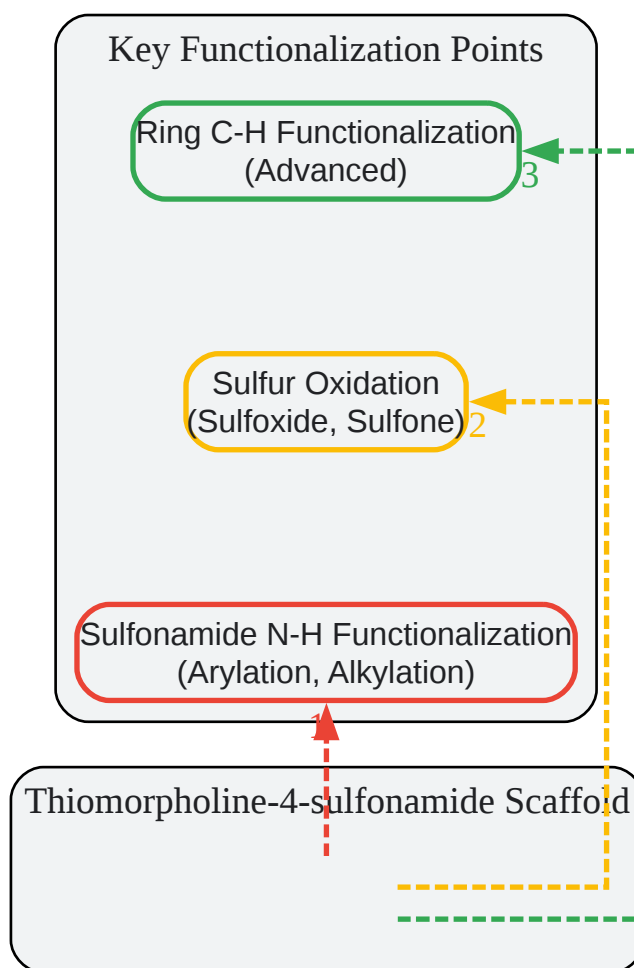 Key Functionalization Points
Ring C-H Functionalization
(Advanced)
3
Sulfur Oxidation
(Sulfoxide, Sulfone)
2
Sulfonamide N-H Functionalization
(Arylation, Alkylation)
1
Thiomorpholine-4-sulfonamide Scaffold